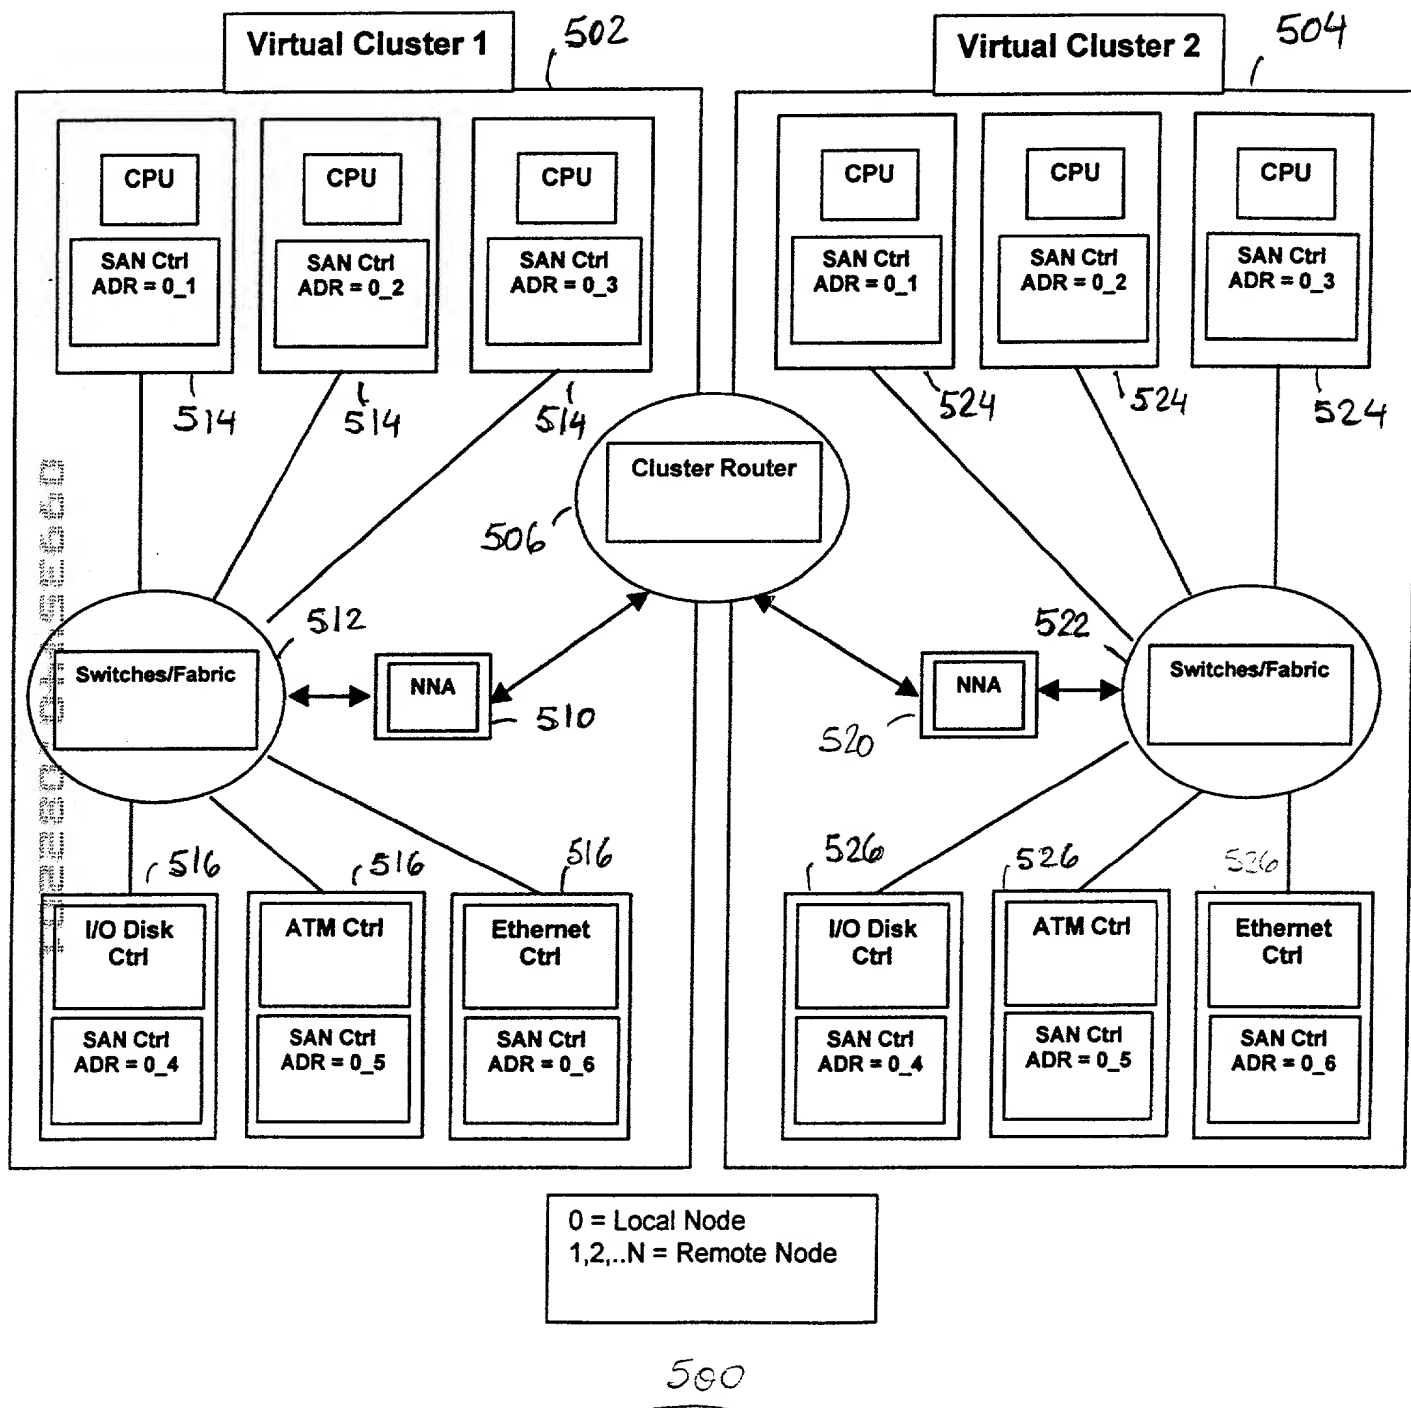 Virtual Cluster 1
502
Virtual Cluster 2
504
CPU
CPU
CPU
CPU
CPU
CPU
SAN Ctrl
ADR = 0_1
SAN Ctrl
ADR = 0_2
SAN Ctrl
ADR = 0_3
SAN Ctrl
ADR = 0_1
SAN Ctrl
ADR = 0_2
SAN Ctrl
ADR = 0_3
514
514
514
524
524
524
Cluster Router
506
512
522
Switches/Fabric
NNA
NNA
Switches/Fabric
510
520
516
516
516
526
526
526
I/O Disk
Ctrl
ATM Ctrl
Ethernet
Ctrl
I/O Disk
Ctrl
ATM Ctrl
Ethernet
Ctrl
SAN Ctrl
ADR = 0_4
SAN Ctrl
ADR = 0_5
SAN Ctrl
ADR = 0_6
SAN Ctrl
ADR = 0_4
SAN Ctrl
ADR = 0_5
SAN Ctrl
ADR = 0_6
0 = Local Node
1,2,..N = Remote Node
500